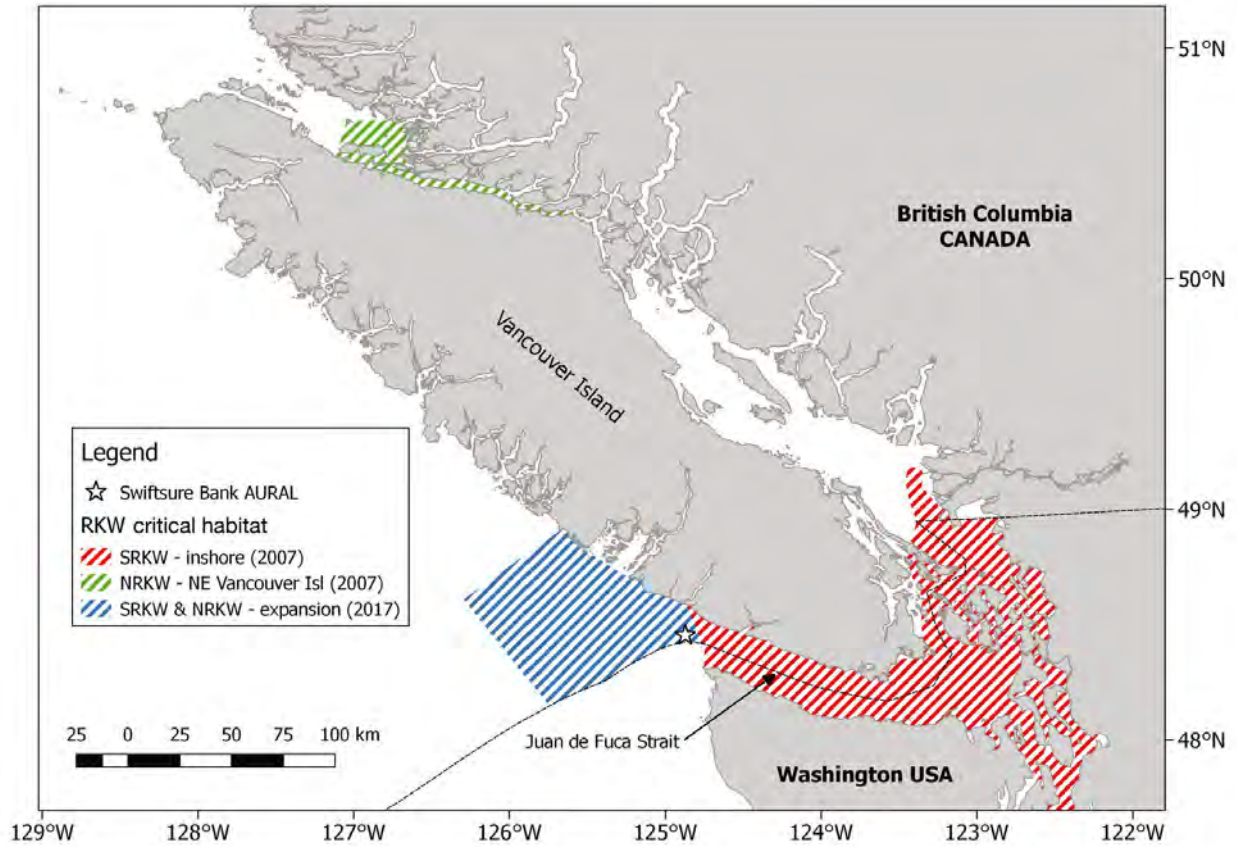 51°N
British Columbia
CANADA
50°N
Vancouver Island
Legend
Swiftsure Bank AURAL
RKW critical habitat
SRKW - inshore (2007)
NRKW - NE Vancouver Isl (2007)
SRKW & NRKW - expansion (2017)
49°N
25 0 25 50 75 100 km
Juan de Fuca Strait
48°N
Washington USA
129°W 128°W 127°W 126°W 125°W 124°W 123°W 122°W